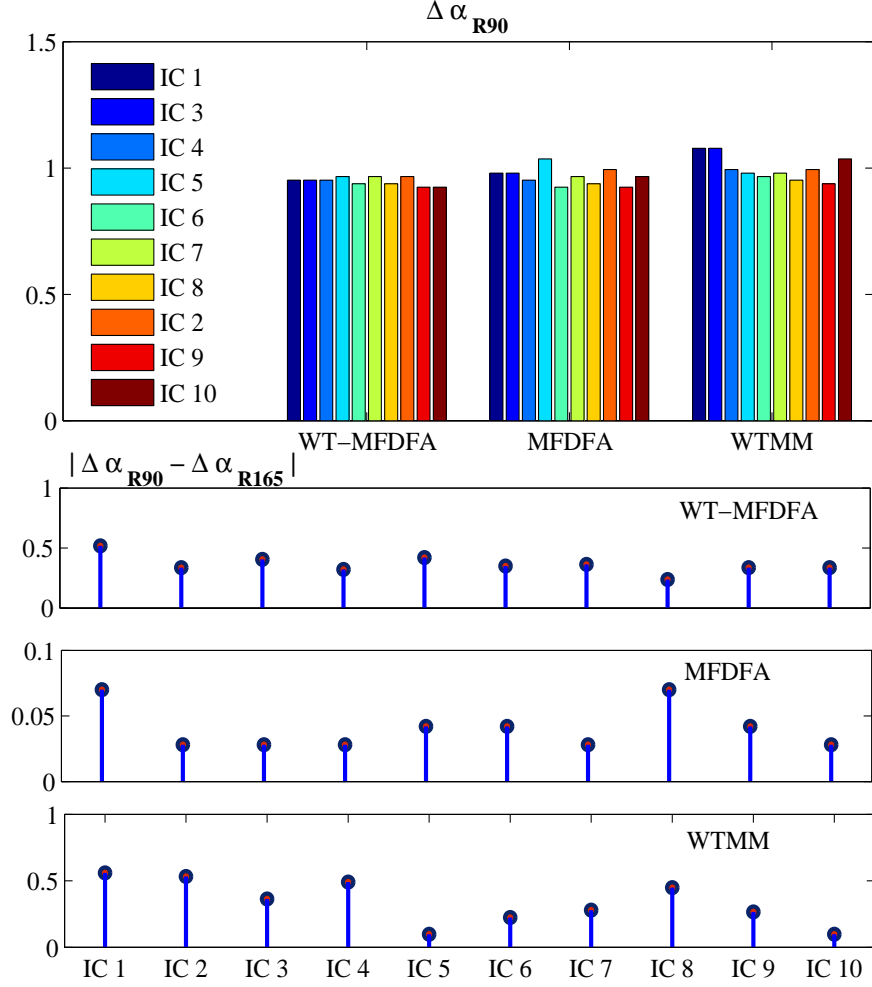 Δ α R90
1.5
1
0.5
0
IC 1
IC 3
IC 4
IC 5
IC 6
IC 7
IC 8
IC 2
IC 9
IC 10
WT−MFDFA MFDFA WTMM
| Δ α R90 − Δ α R165 |
1
0.5
0
WT−MFDFA
0.1
0.05
0
MFDFA
1
0.5
0
WTMM
IC 1 IC 2 IC 3 IC 4 IC 5 IC 6 IC 7 IC 8 IC 9 IC 10